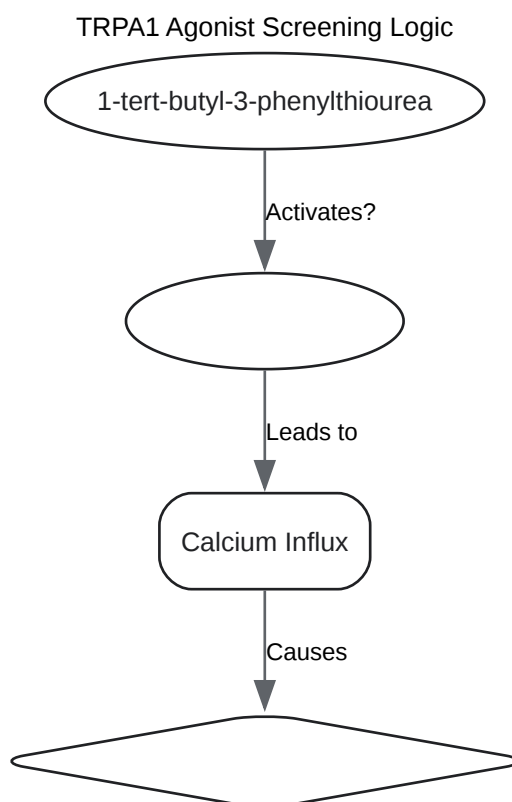 TRPA1 Agonist Screening Logic
1-tert-butyl-3-phenylthiourea
Activates?
Leads to
Calcium Influx
Causes